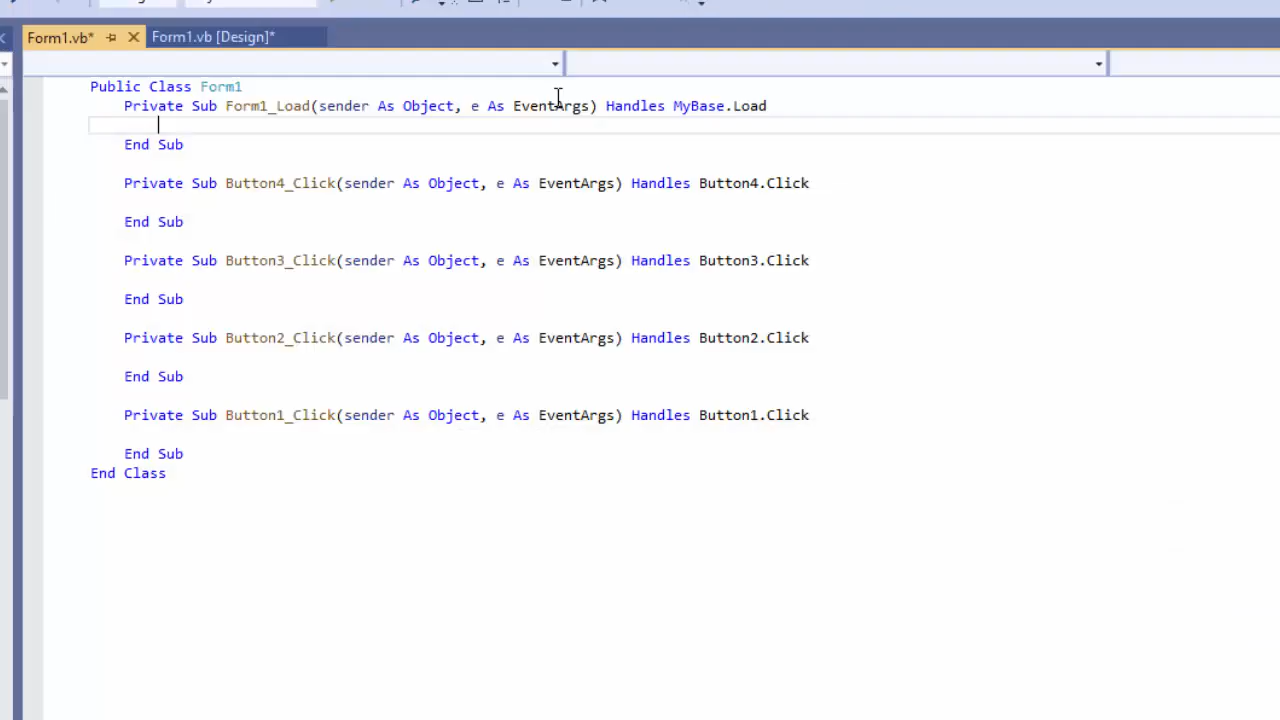 Form1.vb* Form1.vb [Design]*
Public Class Form1
Private Sub Form1_Load(sender As Object, e As EventArgs) Handles MyBase.Load
End Sub
Private Sub Button4_Click(sender As Object, e As EventArgs) Handles Button4.Click
End Sub
Private Sub Button3_Click(sender As Object, e As EventArgs) Handles Button3.Click
End Sub
Private Sub Button2_Click(sender As Object, e As EventArgs) Handles Button2.Click
End Sub
Private Sub Button1_Click(sender As Object, e As EventArgs) Handles Button1.Click
End Sub
End Class